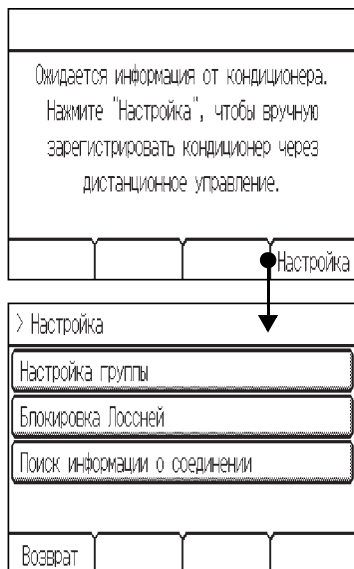 Ожидается информация от кондиционера.
Нажмите "Настройка", чтобы вручную
зарегистрировать кондиционер через
дистанционное управление.
Настройка
> Настройка
Настройка группы
Блокировка Лоссней
Поиск информации о соединении
Возврат